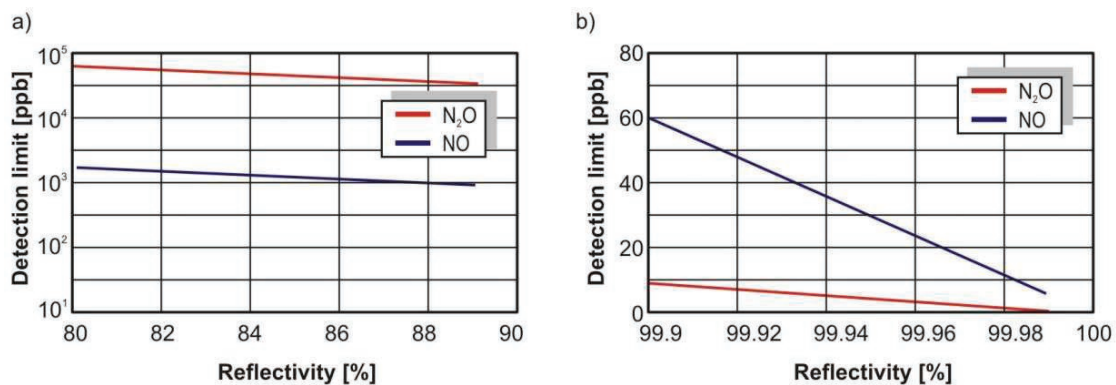 a)
Detection limit [ppb]
10⁵
10⁴
10³
10²
10¹
N₂O
NO
80 82 84 86 88 90
Reflectivity [%]
b)
Detection limit [ppb]
80
60
40
20
0
N₂O
NO
99.9 99.92 99.94 99.96 99.98 100
Reflectivity [%]